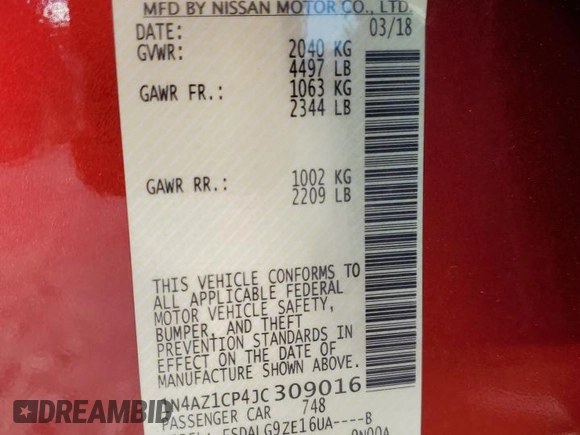 MFD BY NISSAN MOTOR CO., LTD.
DATE: 03/18
GVWR: 2040 KG
4497 LB
GAWR FR.: 1063 KG
2344 LB
GAWR RR.: 1002 KG
2209 LB
THIS VEHICLE CONFORMS TO
ALL APPLICABLE FEDERAL
MOTOR VEHICLE SAFETY,
BUMPER, AND THEFT
PREVENTION STANDARDS IN
EFFECT ON THE DATE OF
MANUFACTURE SHOWN ABOVE.
N4AZ1CP4JC309016
PASSENGER CAR 748
FSDALG9ZE16UA----B
DREAMBID